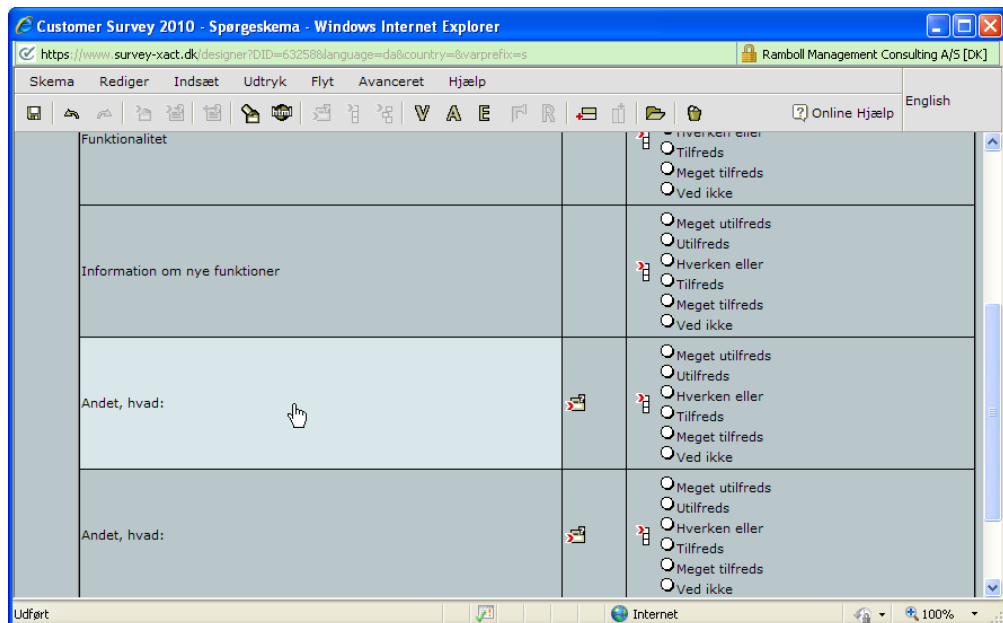 Customer Survey 2010 - Spørgeskema - Windows Internet Explorer
https://www.survey-xact.dk/designer?DID=63258&language=da&country=&varprefix=s
Ramboll Management Consulting A/S [DK]
Skema Rediger Indsæt Udtryk Flyt Avanceret Hjælp
V A E F R
Online Hjælp
English
Funktionalitet
Hverken eller
Tilfreds
Meget tilfreds
Ved ikke
Information om nye funktioner
Meget utilfreds
Utilfreds
Hverken eller
Tilfreds
Meget tilfreds
Ved ikke
Andet, hvad:
Meget utilfreds
Utilfreds
Hverken eller
Tilfreds
Meget tilfreds
Ved ikke
Andet, hvad:
Meget utilfreds
Utilfreds
Hverken eller
Tilfreds
Meget tilfreds
Ved ikke
Udført
Internet
100%